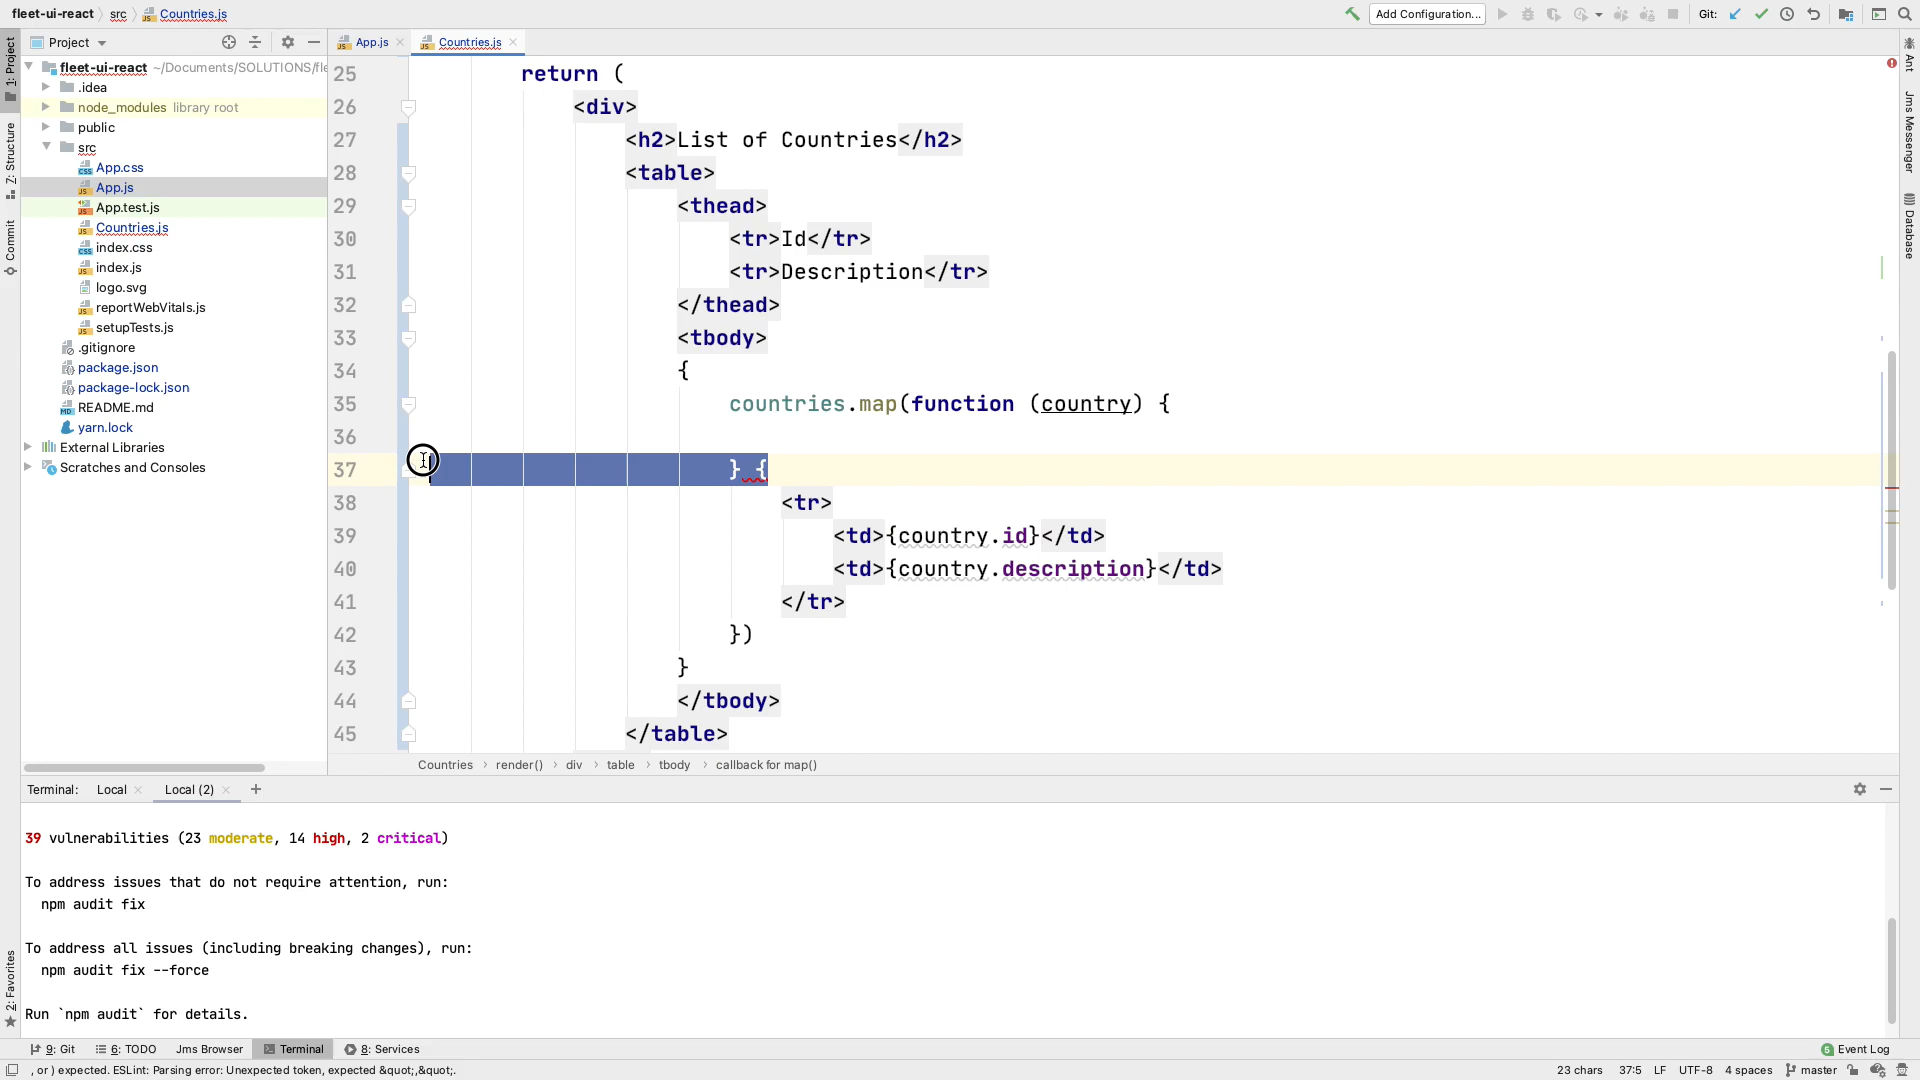 fleet-ui-react src Countries.js
Add Configuration... Git:
Project
App.js
Countries.js
1: Project
Z: Structure
Commit
2: Favorites
fleet-ui-react ~/Documents/SOLUTIONS/fle
.idea
node_modules library root
public
src
App.css
App.js
App.test.js
Countries.js
index.css
index.js
logo.svg
reportWebVitals.js
setupTests.js
.gitignore
package.json
package-lock.json
README.md
yarn.lock
External Libraries
Scratches and Consoles
25 return (
26 <div>
27 <h2>List of Countries</h2>
28 <table>
29 <thead>
30 <tr>Id</tr>
31 <tr>Description</tr>
32 </thead>
33 <tbody>
34 {
35 countries.map(function (country) {
36
37 } {
38 <tr>
39 <td>{country.id}</td>
40 <td>{country.description}</td>
41 </tr>
42 })
43 }
44 </tbody>
45 </table>
Countries render() div table tbody callback for map()
Ant
Jms Messenger
Database
Terminal: Local Local (2) +
39 vulnerabilities (23 moderate, 14 high, 2 critical)
To address issues that do not require attention, run:
npm audit fix
To address all issues (including breaking changes), run:
npm audit fix --force
Run `npm audit` for details.
9: Git 6: TODO Jms Browser Terminal 8: Services 5 Event Log
, or ) expected. ESLint: Parsing error: Unexpected token, expected &quot;,&quot;. 23 chars 37:5 LF UTF-8 4 spaces master